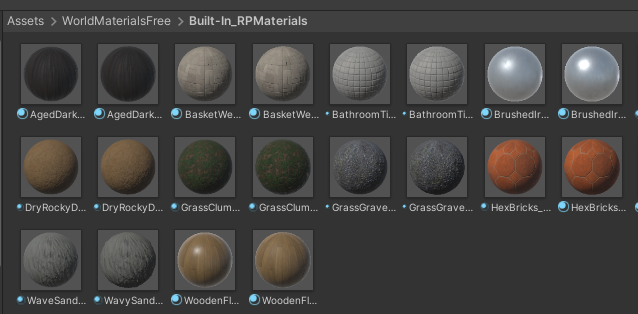 Assets > WorldMaterialsFree > Built-In_RPMaterials
AgedDark... AgedDark... BasketWe... BasketWe... BathroomTi... BathroomTi... BrushedIr... BrushedIr...
DryRockyD... DryRockyD... GrassClum... GrassClum... GrassGrave... GrassGrave... HexBricks_... HexBricks...
WaveSand... WavySand... WoodenFl... WoodenFl...